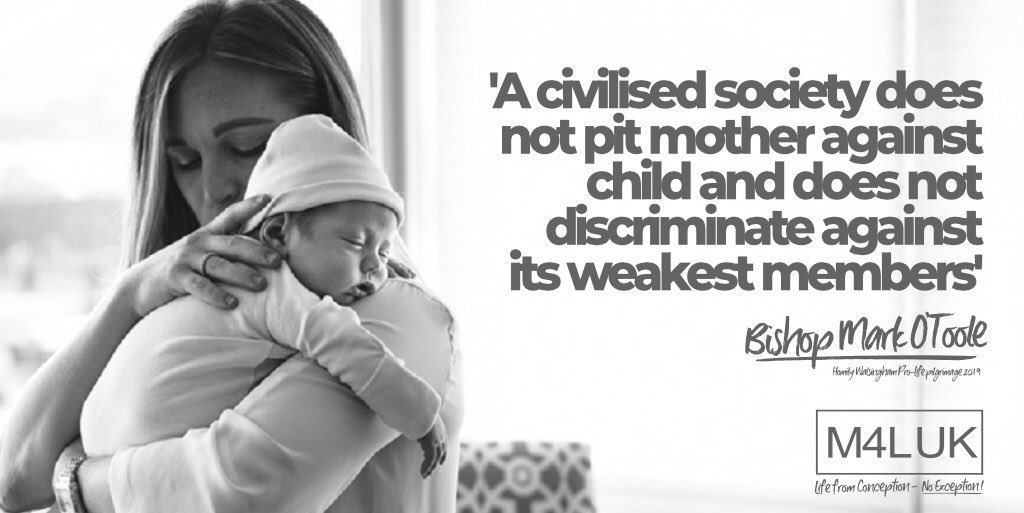 'A civilised society does
not pit mother against
child and does not
discriminate against
its weakest members'
Bishop Mark O'Toole
Homily Walsingham Pro-Life pilgrimage 2019
M4LUK
Life from Conception - No Exception!